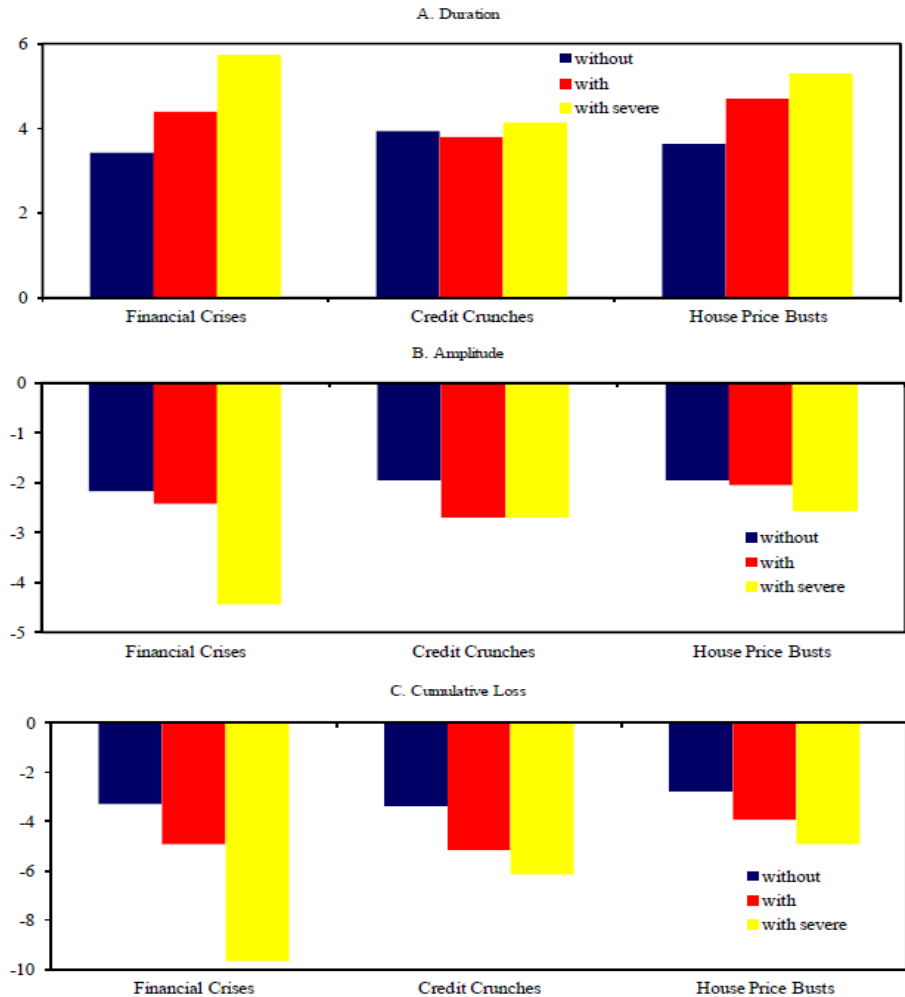 A. Duration
6
without
with
with severe
4
2
0
Financial Crises Credit Crunches House Price Busts
B. Amplitude
0
-1
-2
-3
without
with
-4
with severe
-5
Financial Crises Credit Crunches House Price Busts
C. Cumulative Loss
0
-2
-4
-6
without
with
-8
with severe
-10
Financial Crises Credit Crunches House Price Busts